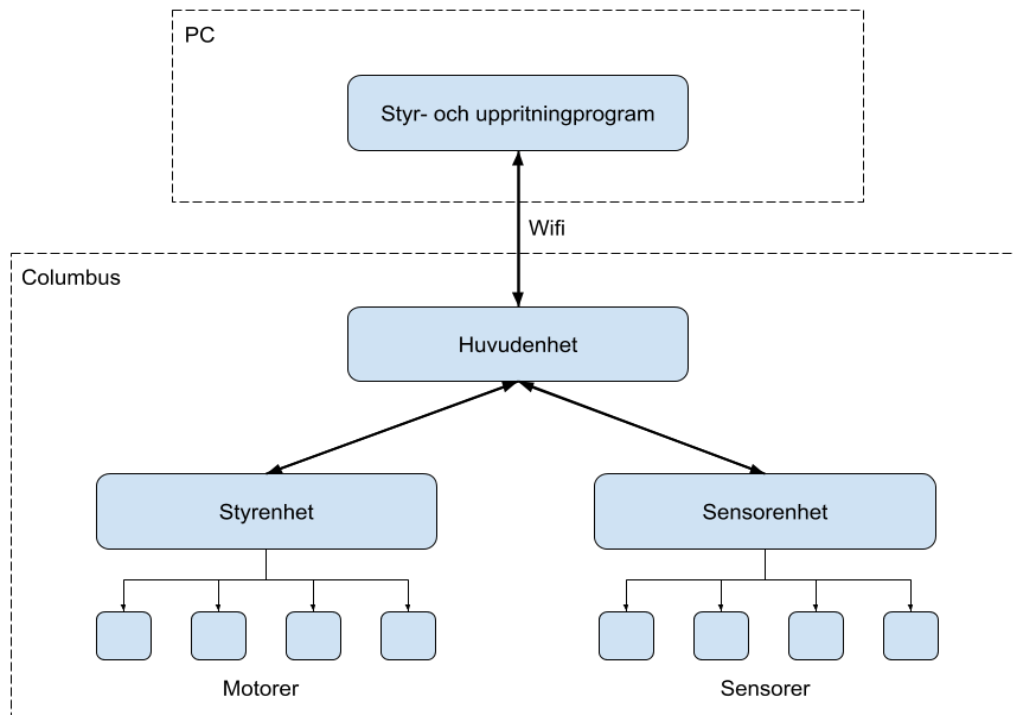 PC
Styr- och uppritningprogram
Wifi
Columbus
Huvudenhet
Styrenhet
Sensorenhet
Motorer
Sensorer